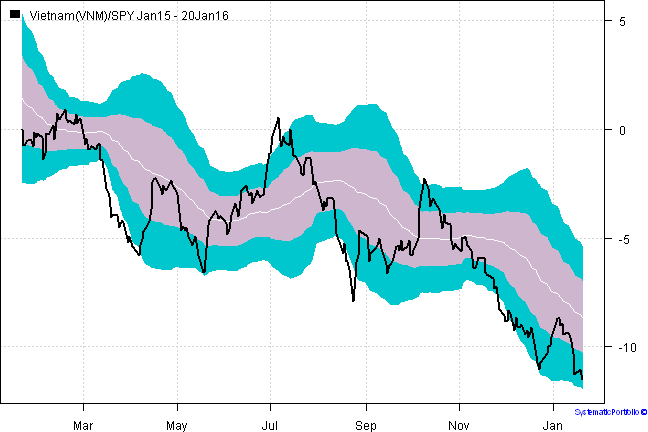 Vietnam(VNM)/SPY Jan15 - 20Jan16
5
0
-5
-10
Mar May Jul Sep Nov Jan
SystematicPortfolio ©